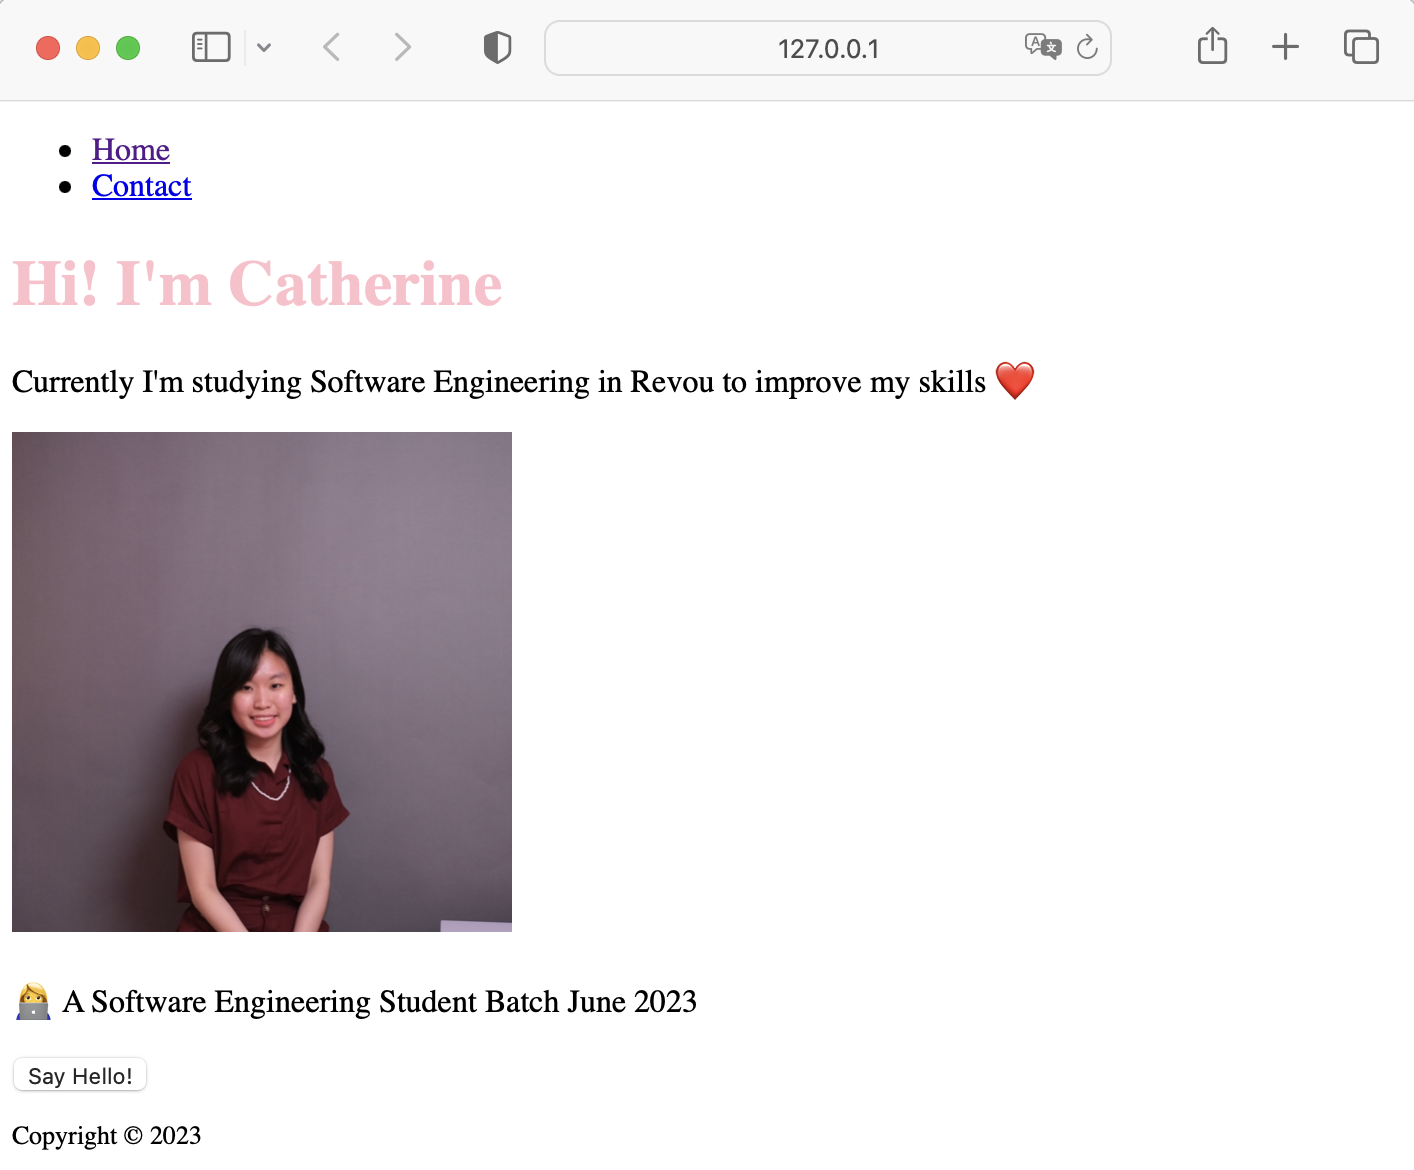 127.0.0.1
Home
Contact
Hi! I'm Catherine
Currently I'm studying Software Engineering in Revou to improve my skills ❤️
👩‍💻 A Software Engineering Student Batch June 2023
Say Hello!
Copyright © 2023